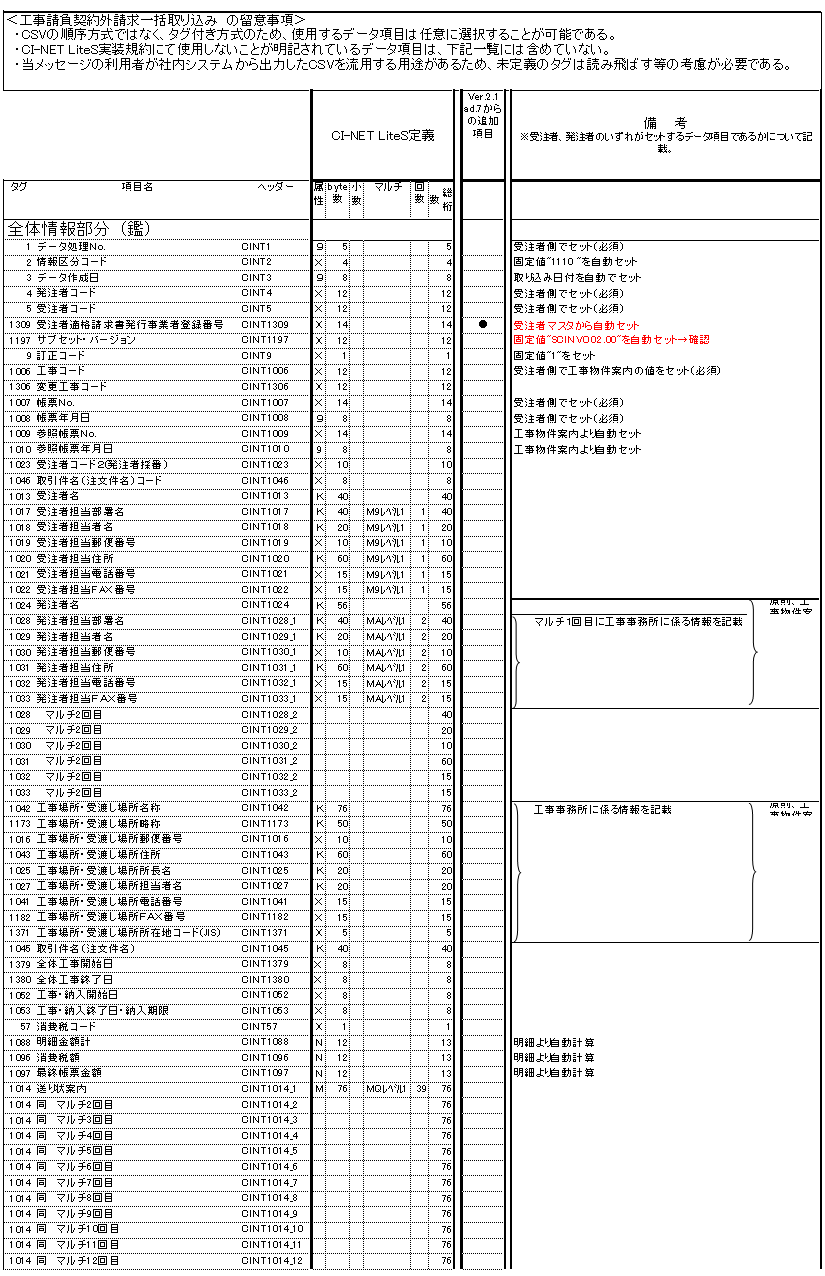 ＜工事請負契約外請求一括取り込み　の留意事項＞
・CSVの順序方式ではなく、タグ付き方式のため、使用するデータ項目は 任意に選択することが可能である。
・CI-NET LiteS実装規約にて使用しないことが明記されているデータ項目は、下記一覧には含めていない。
・当メッセージの利用者が社内システムから出力したCSVを流用する用途があるため、未定義のタグは読み飛ばす等の考慮が必要である。
CI-NET LiteS定義
Ver.2.1 ad.7からの追加項目
備　考
※受注者、発注者のいずれがセットするデータ項目であるかについて記載。
タグ 項目名 ヘッダー 属性 byte数 小数 マルチ 回数 総桁数
全体情報部分（鑑）
1 データ処理No. CINT1 9 5 5 受注者側でセット(必須)
2 情報区分コード CINT2 X 4 4 固定値"1110"を自動セット
3 データ作成日 CINT3 9 8 8 取り込み日付を自動でセット
4 発注者コード CINT4 X 12 12 受注者側でセット(必須)
5 受注者コード CINT5 X 12 12 受注者側でセット(必須)
1309 受注者適格請求書発行事業者登録番号 CINT1309 X 14 14 ● 受注者マスタから自動セット
1197 サブセット・バージョン CINT1197 X 12 12 固定値"SCINVO02.00"を自動セット→確認
9 訂正コード CINT9 X 1 1 固定値"1"をセット
1006 工事コード CINT1006 X 12 12 受注者側で工事物件案内の値をセット(必須)
1306 変更工事コード CINT1306 X 12 12
1007 帳票No. CINT1007 X 14 14 受注者側でセット(必須)
1008 帳票年月日 CINT1008 9 8 8 受注者側でセット(必須)
1009 参照帳票No. CINT1009 X 14 14 工事物件案内より自動セット
1010 参照帳票年月日 CINT1010 9 8 8 工事物件案内より自動セット
1023 受注者コード2(発注者採番) CINT1023 X 10 10
1046 取引件名(注文件名)コード CINT1046 X 8 8
1013 受注者名 CINT1013 K 40 40
1017 受注者担当部署名 CINT1017 K 40 M9ﾚﾍﾞﾙ1 1 40
1018 受注者担当者名 CINT1018 K 20 M9ﾚﾍﾞﾙ1 1 20
1019 受注者担当郵便番号 CINT1019 X 10 M9ﾚﾍﾞﾙ1 1 10
1020 受注者担当住所 CINT1020 K 60 M9ﾚﾍﾞﾙ1 1 60
1021 受注者担当電話番号 CINT1021 X 15 M9ﾚﾍﾞﾙ1 1 15
1022 受注者担当FAX番号 CINT1022 X 15 M9ﾚﾍﾞﾙ1 1 15
1024 発注者名 CINT1024 K 56 56 原則、工事物件案
1028 発注者担当部署名 CINT1028_1 K 40 MAﾚﾍﾞﾙ1 2 40 マルチ1回目に工事事務所に係る情報を記載
1029 発注者担当者名 CINT1029_1 K 20 MAﾚﾍﾞﾙ1 2 20
1030 発注者担当郵便番号 CINT1030_1 X 10 MAﾚﾍﾞﾙ1 2 10
1031 発注者担当住所 CINT1031_1 K 60 MAﾚﾍﾞﾙ1 2 60
1032 発注者担当電話番号 CINT1032_1 X 15 MAﾚﾍﾞﾙ1 2 15
1033 発注者担当FAX番号 CINT1033_1 X 15 MAﾚﾍﾞﾙ1 2 15
1028 マルチ2回目 CINT1028_2 40
1029 マルチ2回目 CINT1029_2 20
1030 マルチ2回目 CINT1030_2 10
1031 マルチ2回目 CINT1031_2 60
1032 マルチ2回目 CINT1032_2 15
1033 マルチ2回目 CINT1033_2 15
1042 工事場所・受渡し場所名称 CINT1042 K 76 76 工事事務所に係る情報を記載 原則、工事物件案
1173 工事場所・受渡し場所略称 CINT1173 K 50 50
1016 工事場所・受渡し場所郵便番号 CINT1016 X 10 10
1043 工事場所・受渡し場所住所 CINT1043 K 60 60
1025 工事場所・受渡し場所所長名 CINT1025 K 20 20
1027 工事場所・受渡し場所担当者名 CINT1027 K 20 20
1041 工事場所・受渡し場所電話番号 CINT1041 X 15 15
1182 工事場所・受渡し場所FAX番号 CINT1182 X 15 15
1371 工事場所・受渡し場所所在地コード(JIS) CINT1371 X 5 5
1045 取引件名(注文件名) CINT1045 K 40 40
1379 全体工事開始日 CINT1379 X 8 8
1380 全体工事終了日 CINT1380 X 8 8
1052 工事・納入開始日 CINT1052 X 8 8
1053 工事・納入終了日・納入期限 CINT1053 X 8 8
57 消費税コード CINT57 X 1 1
1088 明細金額計 CINT1088 N 12 13 明細より自動計算
1096 消費税額 CINT1096 N 12 13 明細より自動計算
1097 最終帳票金額 CINT1097 N 12 13 明細より自動計算
1014 送り状案内 CINT1014_1 M 76 MQﾚﾍﾞﾙ1 39 76
1014 同　マルチ2回目 CINT1014_2 76
1014 同　マルチ3回目 CINT1014_3 76
1014 同　マルチ4回目 CINT1014_4 76
1014 同　マルチ5回目 CINT1014_5 76
1014 同　マルチ6回目 CINT1014_6 76
1014 同　マルチ7回目 CINT1014_7 76
1014 同　マルチ8回目 CINT1014_8 76
1014 同　マルチ9回目 CINT1014_9 76
1014 同　マルチ10回目 CINT1014_10 76
1014 同　マルチ11回目 CINT1014_11 76
1014 同　マルチ12回目 CINT1014_12 76